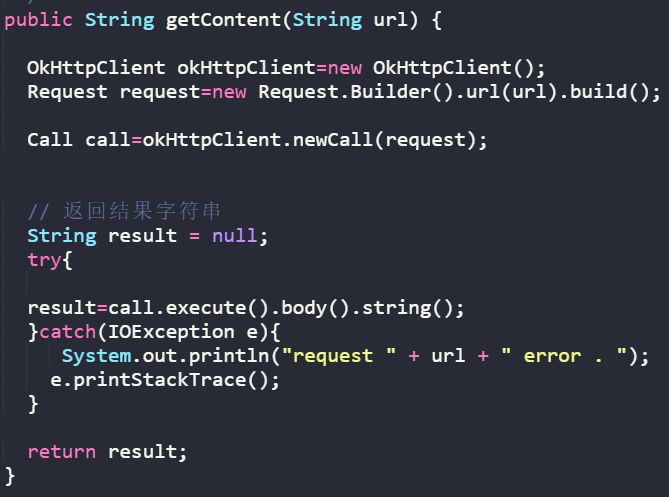 public String getContent(String url) {
OkHttpClient okHttpClient=new OkHttpClient();
Request request=new Request.Builder().url(url).build();
Call call=okHttpClient.newCall(request);
// 返回结果字符串
String result = null;
try{
result=call.execute().body().string();
}catch(IOException e){
System.out.println("request " + url + " error . ");
e.printStackTrace();
}
return result;
}